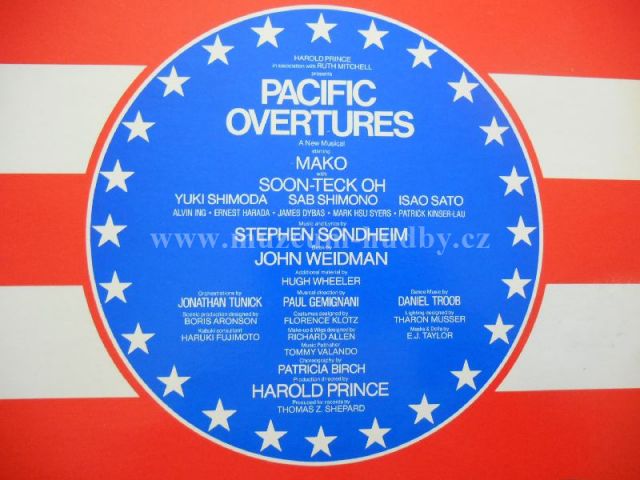 HAROLD PRINCE
in association with RUTH MITCHELL
presents
PACIFIC
OVERTURES
A New Musical
starring
MAKO
with
SOON-TECK OH
YUKI SHIMODA SAB SHIMONO ISAO SATO
ALVIN ING • ERNEST HARADA • JAMES DYBAS • MARK HSU SYERS • PATRICK KINSER-LAU
Music and Lyrics by
STEPHEN SONDHEIM
www.muzeum-hudby.cz
Book by
JOHN WEIDMAN
Additional material by
HUGH WHEELER
Orchestrations by Musical direction by Dance Music by
JONATHAN TUNICK PAUL GEMIGNANI DANIEL TROOB
Scenic production designed by Costumes designed by Lighting designed by
BORIS ARONSON FLORENCE KLOTZ THARON MUSSER
Kabuki consultant Make-up & Wigs designed by Masks & Dolls by
HARUKI FUJIMOTO RICHARD ALLEN E.J. TAYLOR
Music Publisher
TOMMY VALANDO
Choreography by
PATRICIA BIRCH
Production directed by
HAROLD PRINCE
Produced for records by
THOMAS Z. SHEPARD